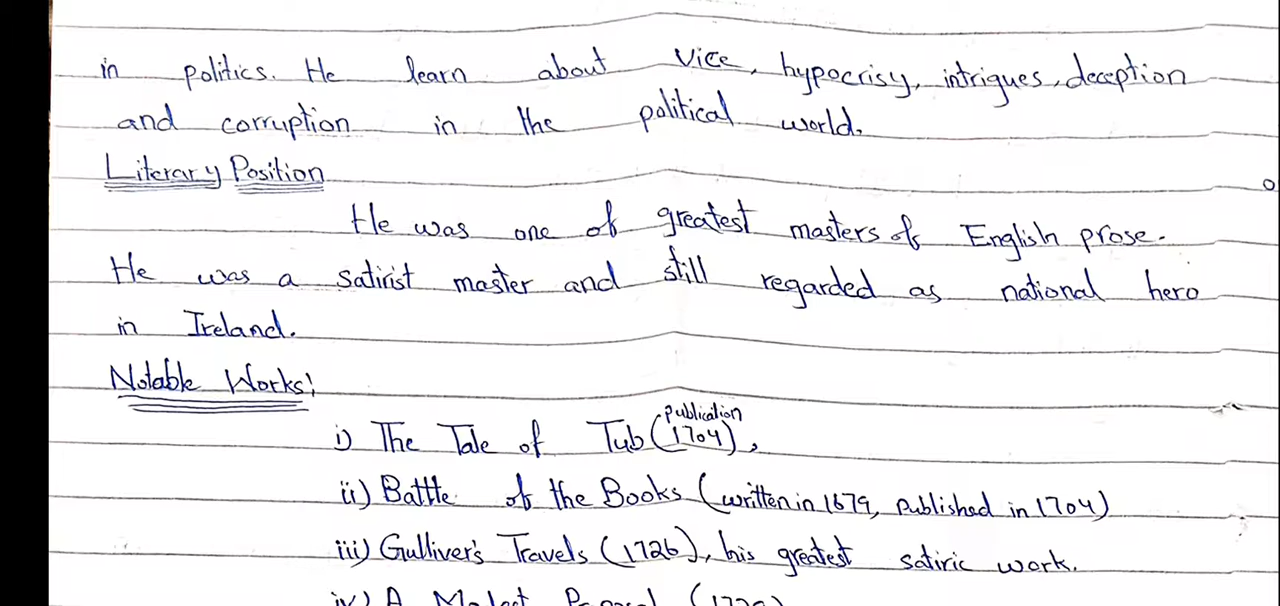 in politics. He learn about vice, hypocrisy, intrigues, deception
and corruption in the political world.
Literary Position
He was one of greatest masters of English prose.
He was a satirist master and still regarded as national hero
in Ireland.
Notable Works:
publication
i) The Tale of Tub (1704),
ii) Battle of the Books (written in 1679, published in 1704)
iii) Gulliver's Travels (1726), his greatest satiric work.
iv) A